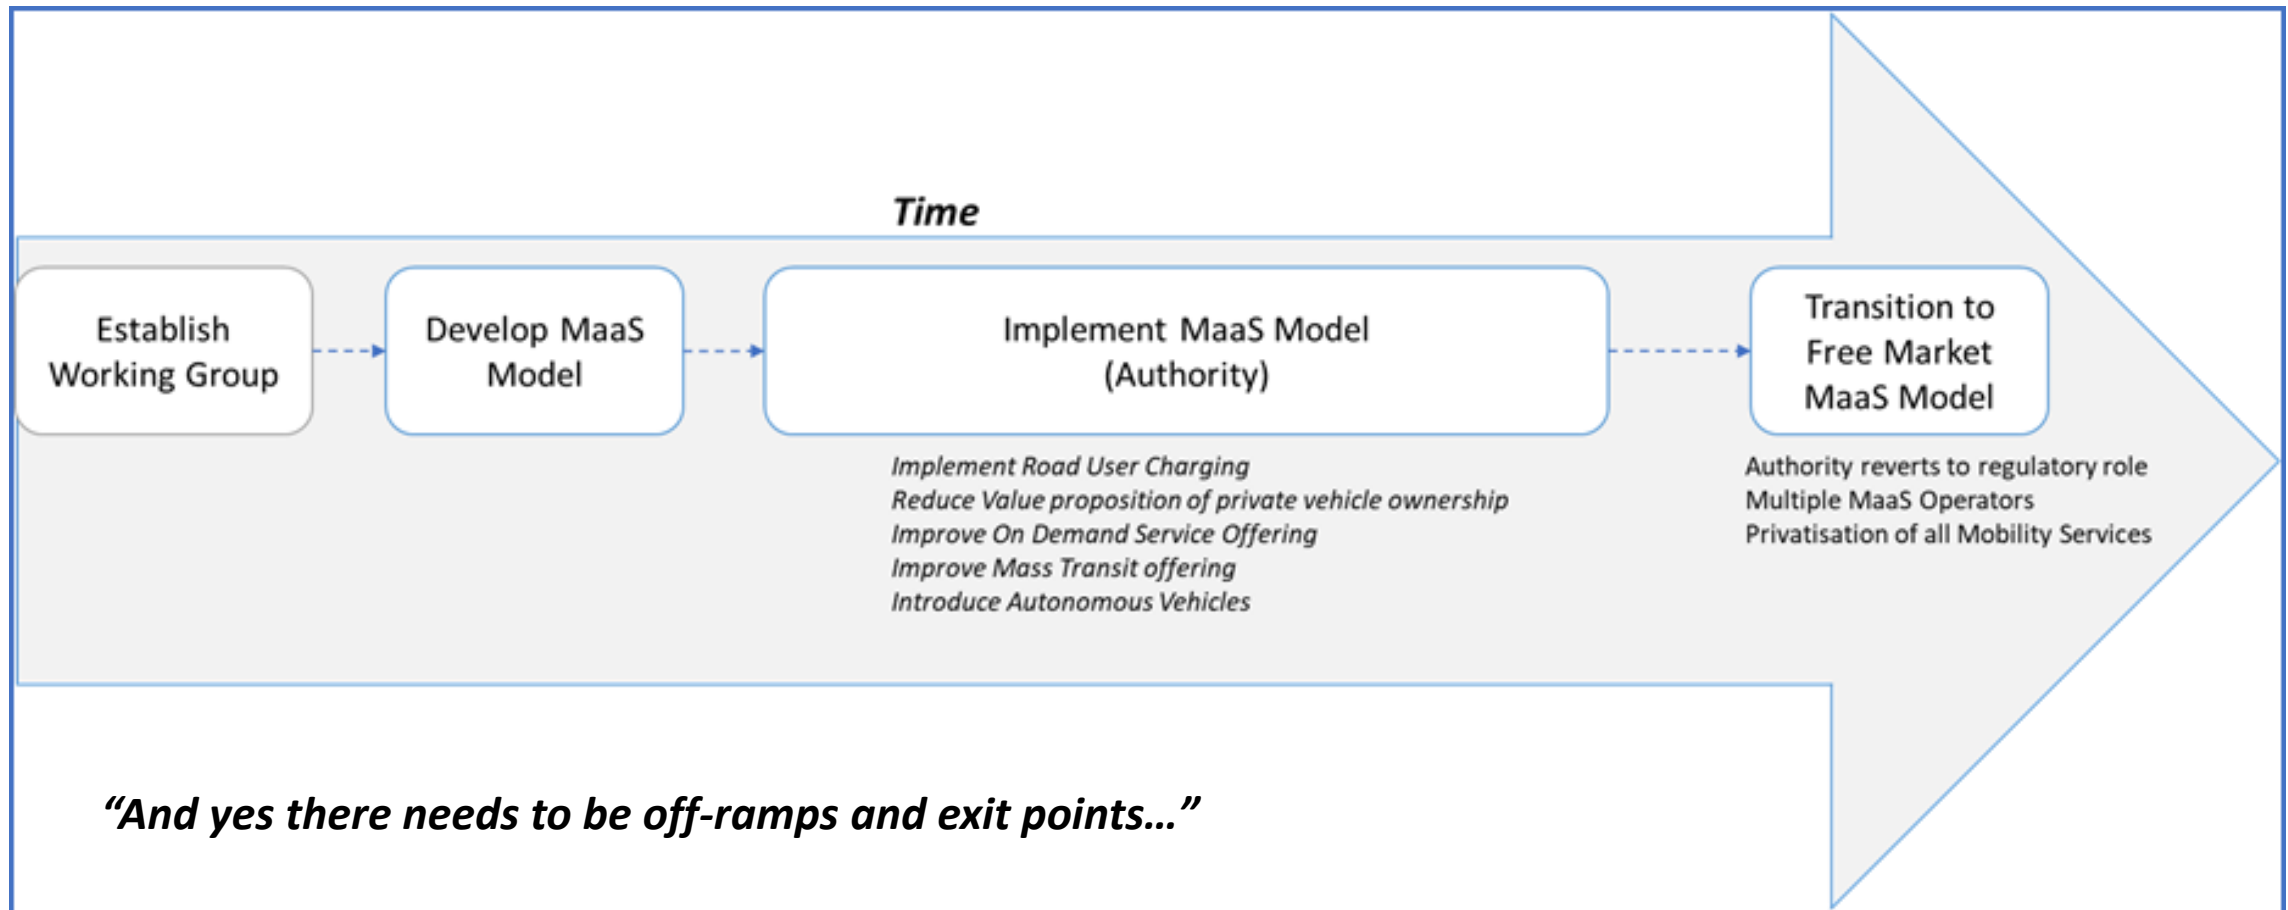 Time
Establish
Working Group
Develop MaaS
Model
Implement MaaS Model
(Authority)
Transition to
Free Market
MaaS Model
Implement Road User Charging
Reduce Value proposition of private vehicle ownership
Improve On Demand Service Offering
Improve Mass Transit offering
Introduce Autonomous Vehicles
Authority reverts to regulatory role
Multiple MaaS Operators
Privatisation of all Mobility Services
“And yes there needs to be off-ramps and exit points…”